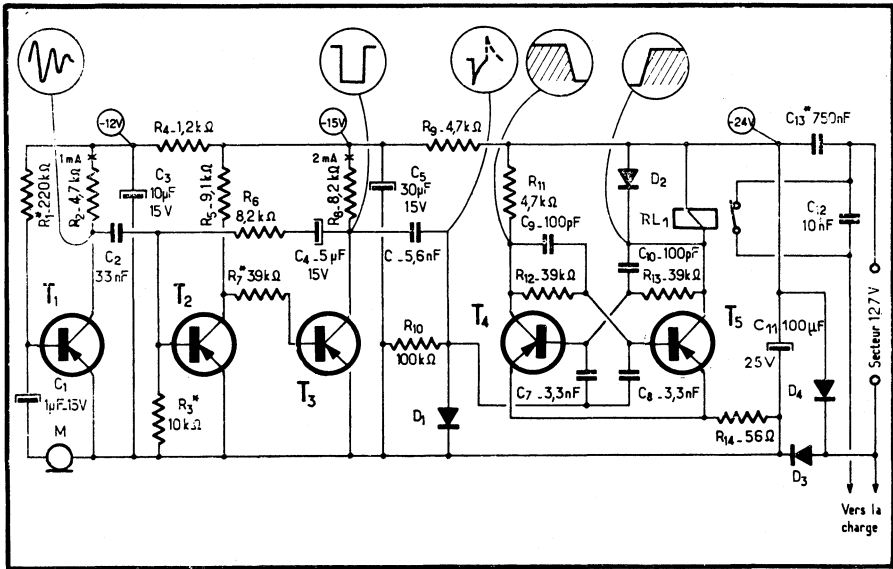 -12V
R4-1,2kΩ
-15V
R9-4,7kΩ
-24V
C13* 750nF
1mA
2mA
R1*-220kΩ
R2-4,7kΩ
C3
10µF
15V
R5-9,1kΩ
R6
8,2kΩ
R8-8,2kΩ
C5
30µF
15V
R11
4,7kΩ
D2
RL1
C12
10nF
C2
33nF
C4-5µF
15V
C-5,6nF
C9-100pF
C10-100pF
R7*39kΩ
R12-39kΩ
R13-39kΩ
T1
T2
T3
T4
T5
R10
100kΩ
C11 100µF
25V
Secteur 127V
C1
1µF-15V
R3*
10kΩ
C7-3,3nF
C8-3,3nF
D4
M
D1
R14-56Ω
D3
Vers la
charge